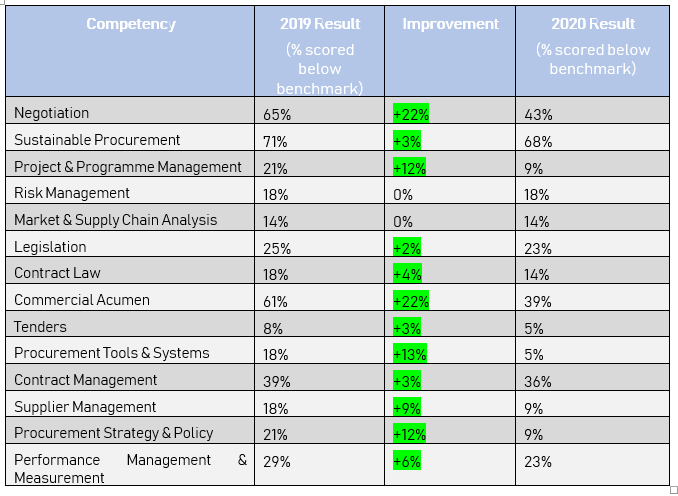 Competency 2019 Result Improvement 2020 Result
(% scored below benchmark) (% scored below benchmark)
Negotiation 65% +22% 43%
Sustainable Procurement 71% +3% 68%
Project & Programme Management 21% +12% 9%
Risk Management 18% 0% 18%
Market & Supply Chain Analysis 14% 0% 14%
Legislation 25% +2% 23%
Contract Law 18% +4% 14%
Commercial Acumen 61% +22% 39%
Tenders 8% +3% 5%
Procurement Tools & Systems 18% +13% 5%
Contract Management 39% +3% 36%
Supplier Management 18% +9% 9%
Procurement Strategy & Policy 21% +12% 9%
Performance Management & 29% +6% 23%
Measurement